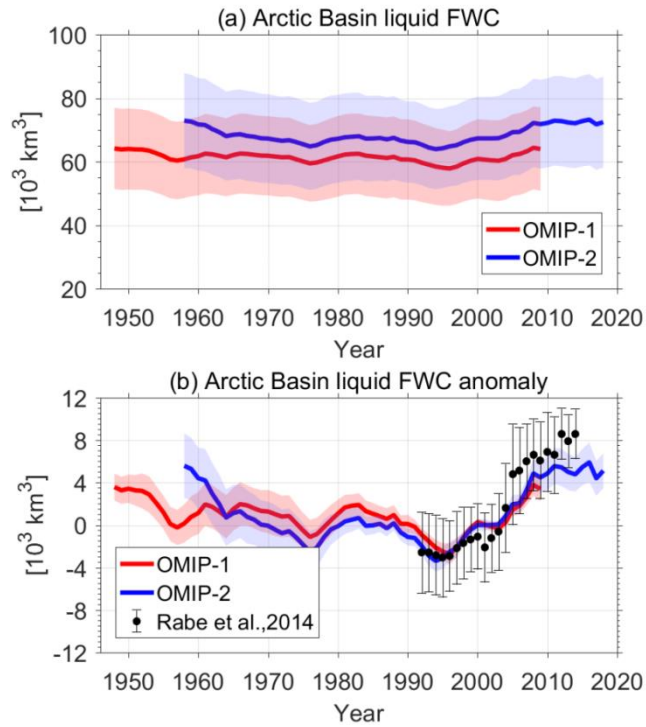 (a) Arctic Basin liquid FWC
100
80
60
40
20
[10³ km³]
OMIP-1
OMIP-2
1950 1960 1970 1980 1990 2000 2010 2020
Year
(b) Arctic Basin liquid FWC anomaly
12
8
4
0
-4
-8
-12
[10³ km³]
OMIP-1
OMIP-2
Rabe et al.,2014
1950 1960 1970 1980 1990 2000 2010 2020
Year